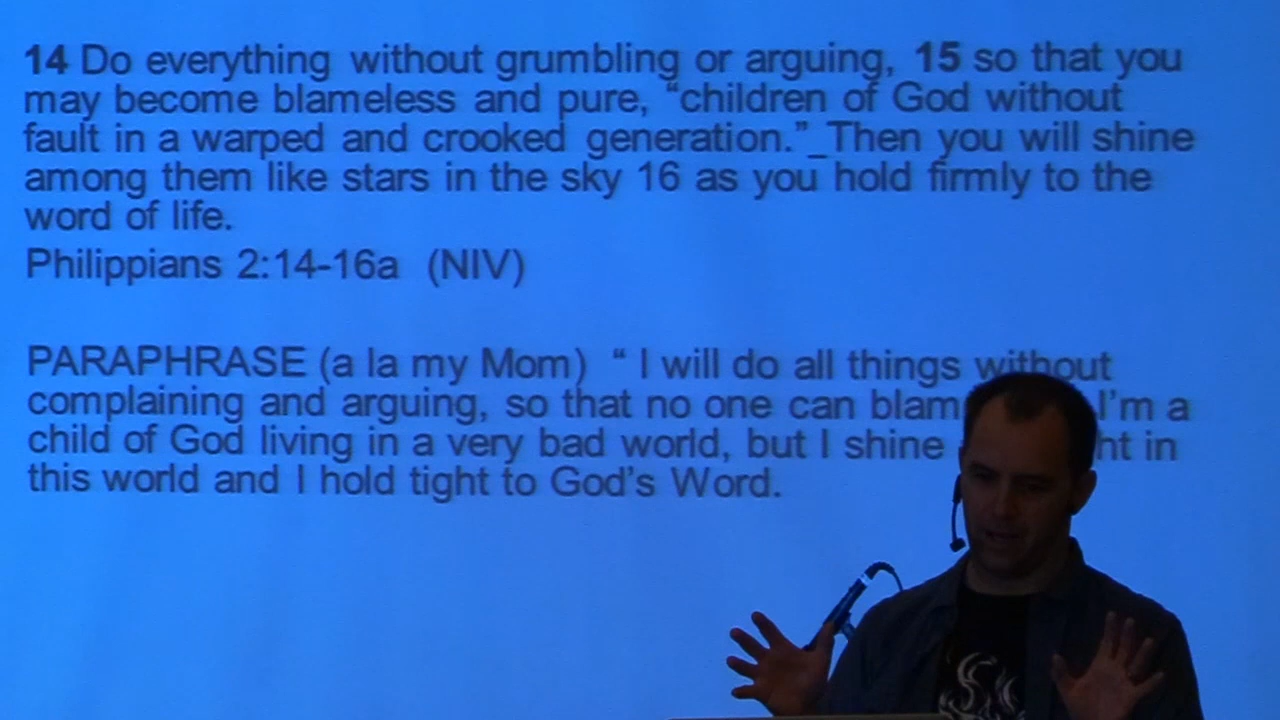 14 Do everything without grumbling or arguing, 15 so that you
may become blameless and pure, “children of God without
fault in a warped and crooked generation.”_Then you will shine
among them like stars in the sky 16 as you hold firmly to the
word of life.
Philippians 2:14-16a (NIV)
PARAPHRASE (a la my Mom) “ I will do all things without
complaining and arguing, so that no one can blam I’m a
child of God living in a very bad world, but I shine ht in
this world and I hold tight to God’s Word.